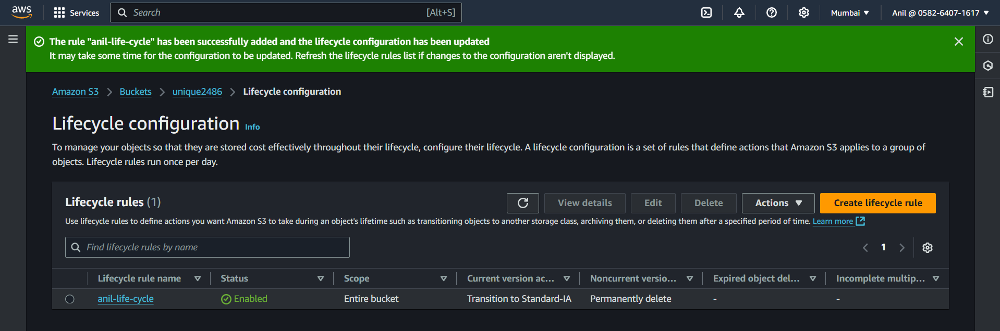 aws
Services
Search
[Alt+S]
Mumbai
Anil @ 0582-6407-1617
The rule "anil-life-cycle" has been successfully added and the lifecycle configuration has been updated
It may take some time for the configuration to be updated. Refresh the lifecycle rules list if changes to the configuration aren't displayed.
Amazon S3 > Buckets > unique2486 > Lifecycle configuration
Lifecycle configuration Info
To manage your objects so that they are stored cost effectively throughout their lifecycle, configure their lifecycle. A lifecycle configuration is a set of rules that define actions that Amazon S3 applies to a group of
objects. Lifecycle rules run once per day.
Lifecycle rules (1)
View details
Edit
Delete
Actions
Create lifecycle rule
Use lifecycle rules to define actions you want Amazon S3 to take during an object's lifetime such as transitioning objects to another storage class, archiving them, or deleting them after a specified period of time. Learn more
Find lifecycle rules by name
1
Lifecycle rule name
Status
Scope
Current version ac...
Noncurrent versio...
Expired object del...
Incomplete multip...
anil-life-cycle
Enabled
Entire bucket
Transition to Standard-IA
Permanently delete
-
-